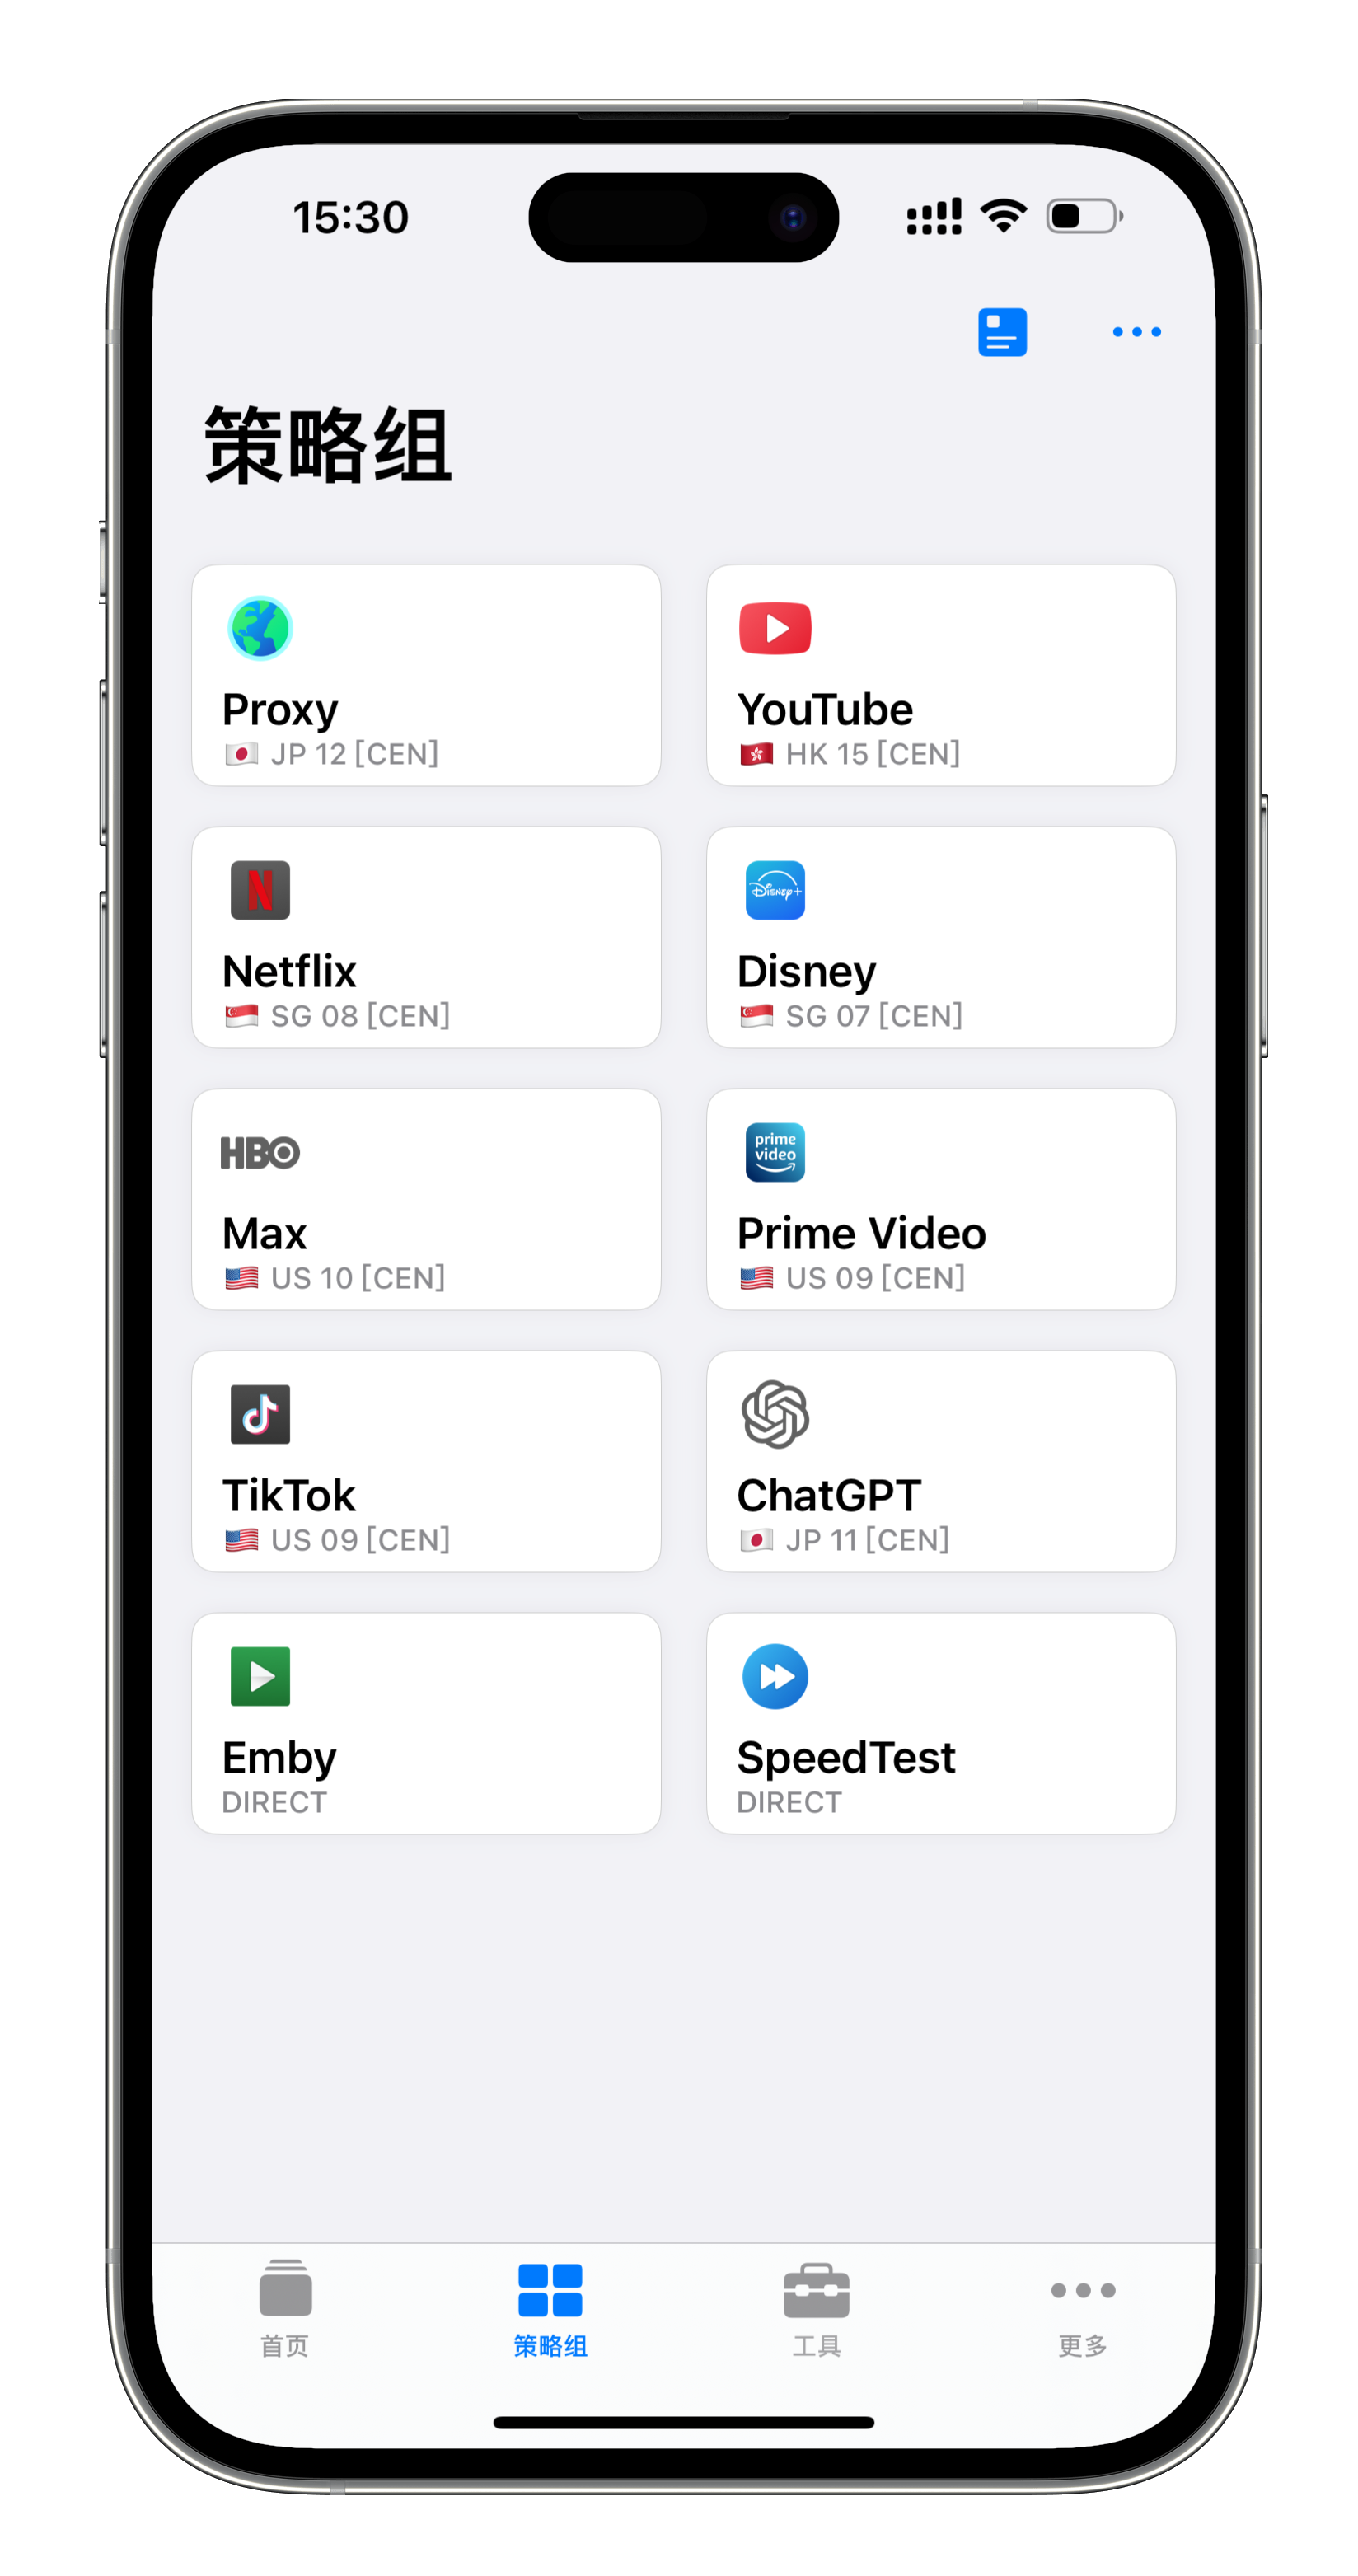 15:30
策略组
Proxy
🇯🇵 JP 12 [CEN]
YouTube
🇭🇰 HK 15 [CEN]
N
Netflix
🇸🇬 SG 08 [CEN]
Disney+
Disney
🇸🇬 SG 07 [CEN]
HBO
Max
🇺🇸 US 10 [CEN]
prime
video
Prime Video
🇺🇸 US 09 [CEN]
TikTok
🇺🇸 US 09 [CEN]
ChatGPT
🇯🇵 JP 11 [CEN]
Emby
DIRECT
SpeedTest
DIRECT
首页
策略组
工具
更多